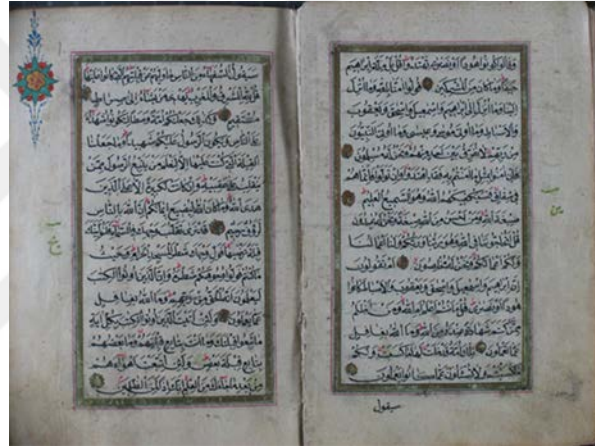 وقالوا كونوا هودا او نصارى تهتدوا قل بل ملة ابرهيم
حنيفا وما كان من المشركين قولوا امنا بالله وما انزل
الينا وما انزل الى ابرهيم واسمعيل واسحق ويعقوب
والاسباط وما اوتي موسى وعيسى وما اوتي النبيون
من ربهم لا نفرق بين احد منهم ونحن له مسلمون
فان امنوا بمثل ما امنتم به فقد اهتدوا وان تولوا فانما هم
في شقاق فسيكفيكهم الله وهو السميع العليم
صبغة الله ومن احسن من الله صبغة ونحن له عابدون
قل اتحاجوننا في الله وهو ربنا وربكم ولنا اعمالنا
ولكم اعمالكم ونحن له مخلصون ام تقولون
ان ابرهيم واسمعيل واسحق ويعقوب والاسباط كانوا
هودا او نصارى قل ءانتم اعلم ام الله ومن اظلم
ممن كتم شهادة عنده من الله وما الله بغافل
عما تعملون تلك امة قد خلت لها ما كسبت ولكم
ما كسبتم ولا تسئلون عما كانوا يعملون
سيقول
سيقول السفهاء من الناس ما وليهم عن قبلتهم التي كانوا عليها
قل لله المشرق والمغرب يهدي من يشاء الى صراط
مستقيم وكذلك جعلناكم امة وسطا لتكونوا شهداء
على الناس ويكون الرسول عليكم شهيدا وما جعلنا
القبلة التي كنت عليها الا لنعلم من يتبع الرسول ممن
ينقلب على عقبيه وان كانت لكبيرة الا على الذين
هدى الله وما كان الله ليضيع ايمانكم ان الله بالناس
لرؤف رحيم قد نرى تقلب وجهك في السماء فلنولينك
قبلة ترضيها فول وجهك شطر المسجد الحرام وحيث
ما كنتم فولوا وجوهكم شطره وان الذين اوتوا الكتب
ليعلمون انه الحق من ربهم وما الله بغافل
عما يعملون ولئن اتيت الذين اوتوا الكتب بكل اية
ما تبعوا قبلتك وما انت بتابع قبلتهم وما بعضهم
بتابع قبلة بعض ولئن اتبعت اهواءهم
من بعد ما جاءك من العلم انك اذا لمن الظلمين